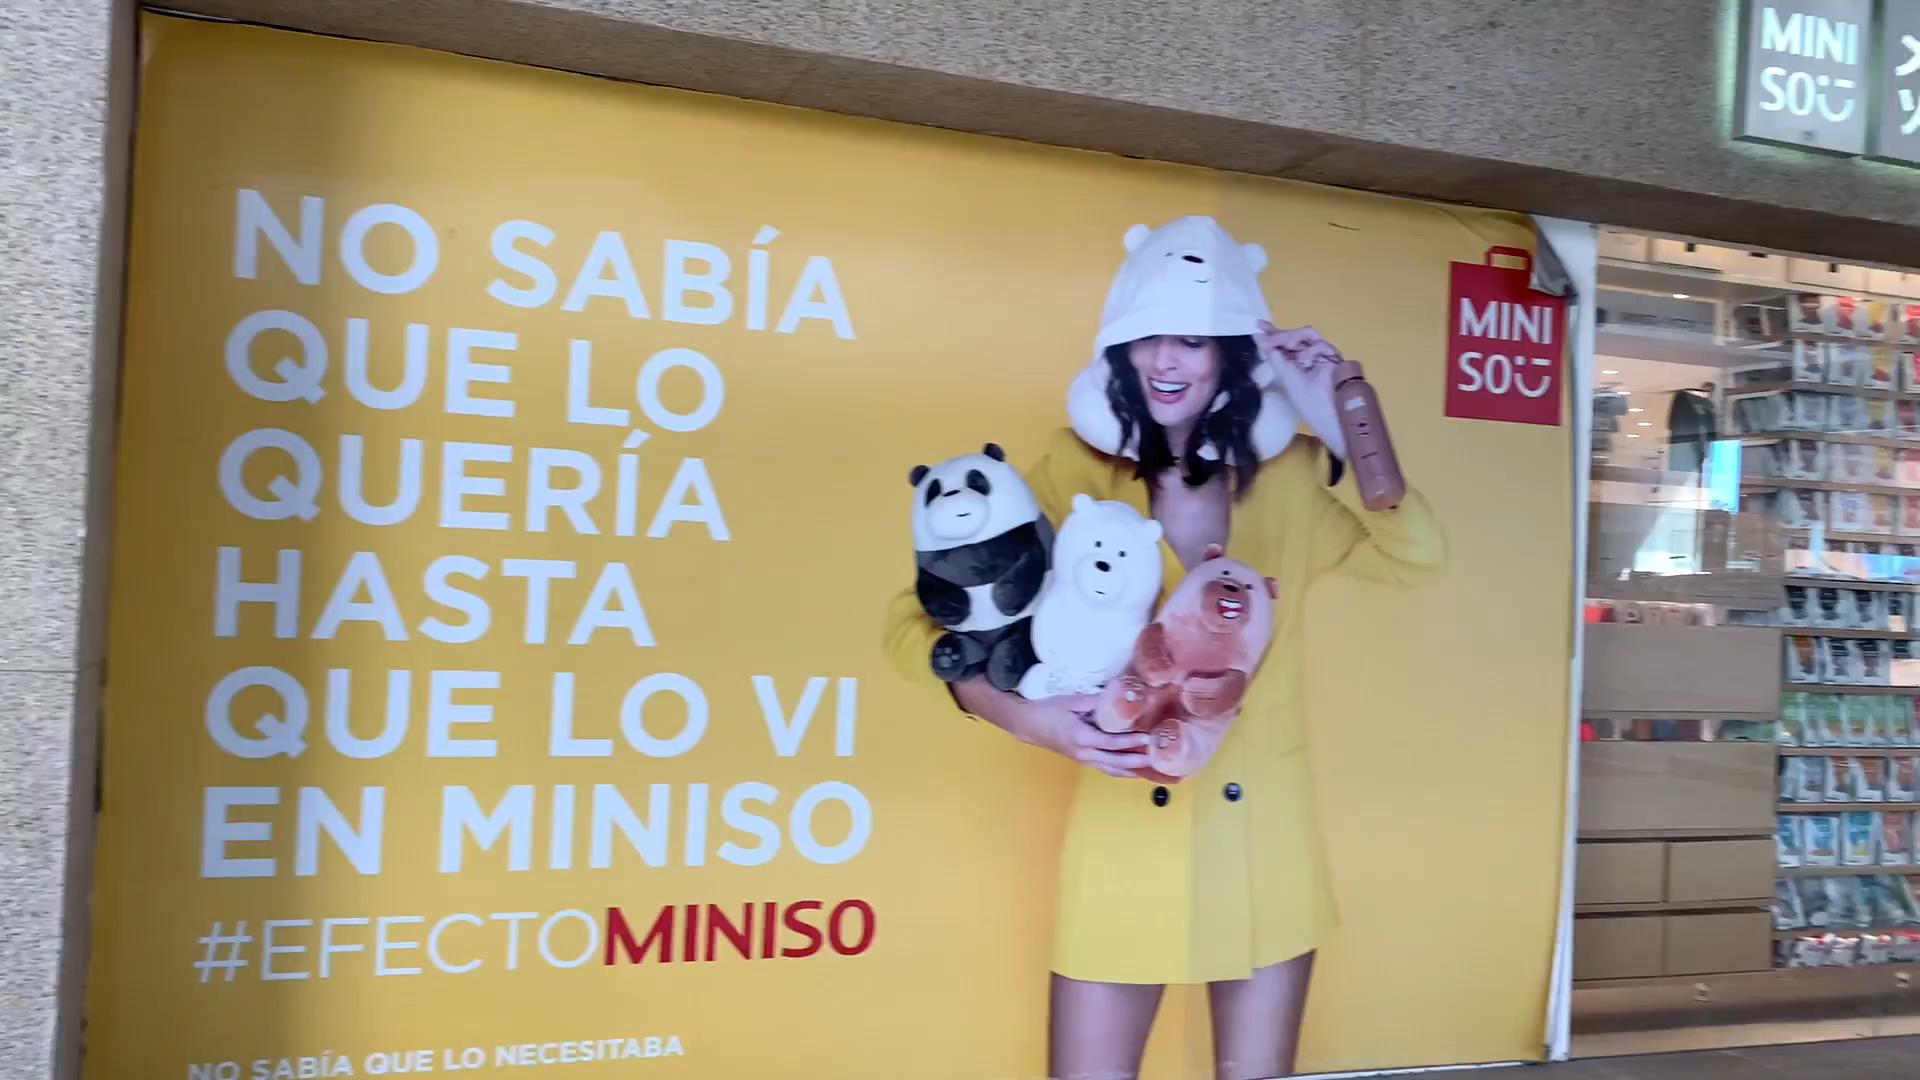 NO SABÍA
QUE LO
QUERÍA
HASTA
QUE LO VI
EN MINISO
#EFECTOMINISO
NO SABÍA QUE LO NECESITABA
MINI
SO
MINI
SO